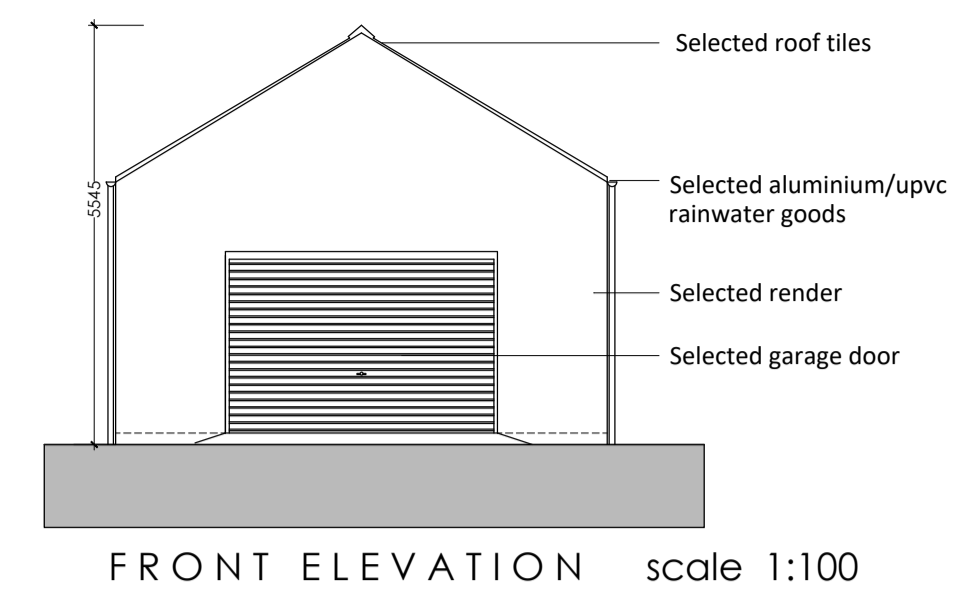 Selected roof tiles
5545
Selected aluminium/upvc
rainwater goods
Selected render
Selected garage door
FRONT ELEVATION scale 1:100